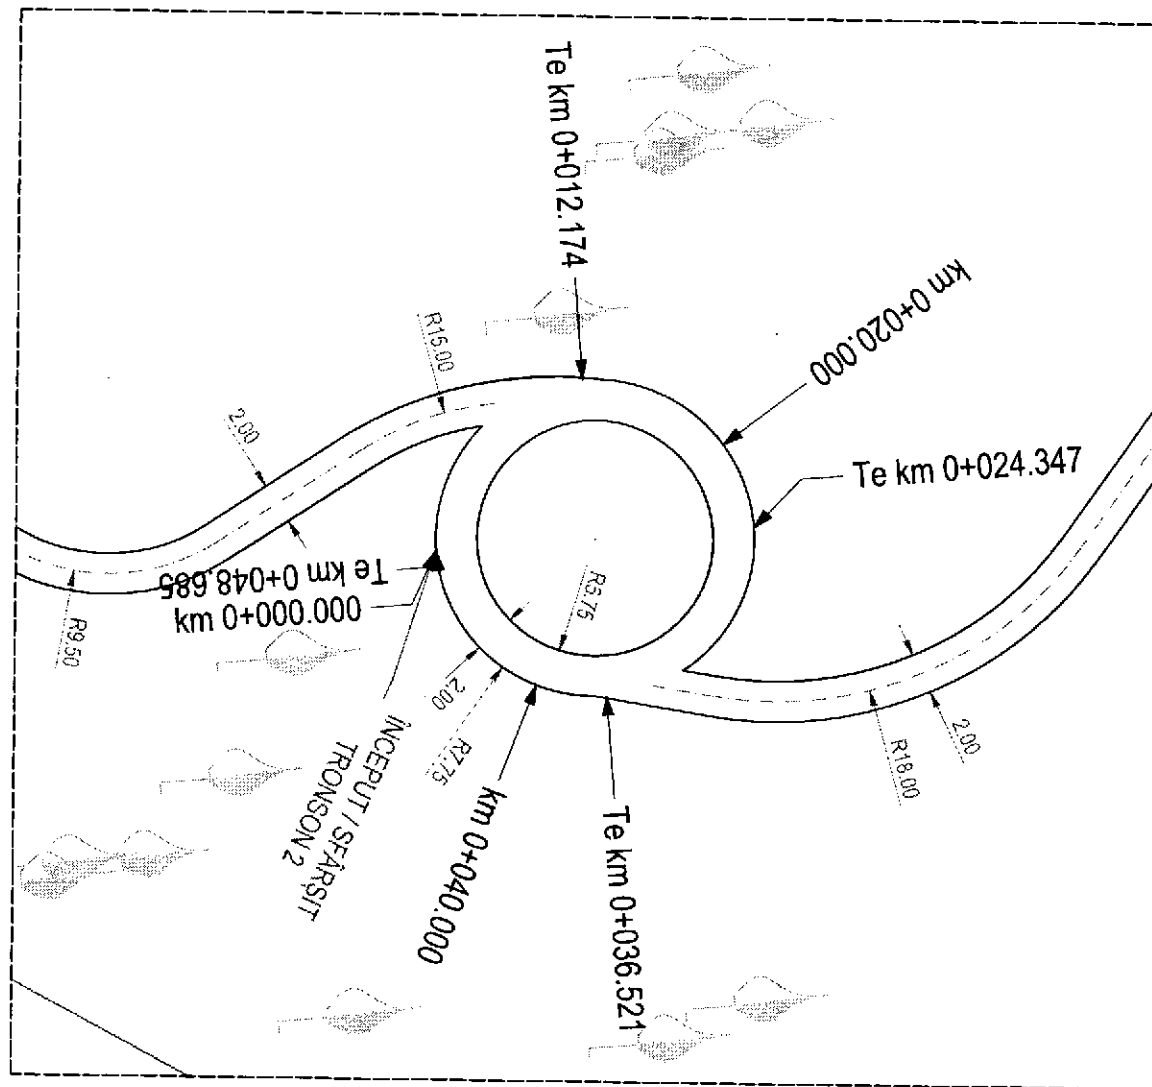 Te km 0+012.174
km 0+020.000
R15.00
2.00
Te km 0+024.347
Te km 0+048.685
km 0+000.000
R5.75
R9.50
2.00
R7.75
ÎNCEPUT / SFÂRȘIT
TRONSON 2
km 0+040.000
Te km 0+036.521
R18.00
2.00